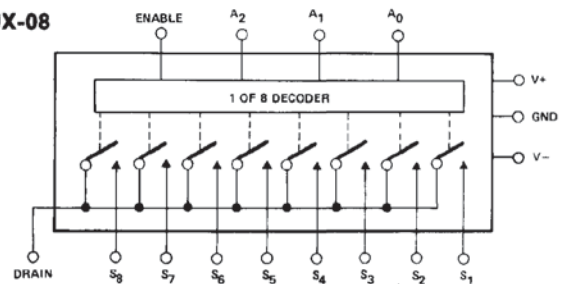 UX-08
ENABLE A2 A1 A0
1 OF 8 DECODER
V+
GND
V−
DRAIN S8 S7 S6 S5 S4 S3 S2 S1